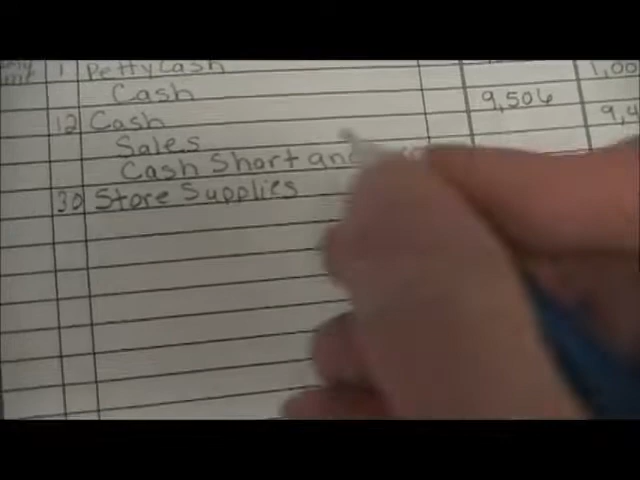 1 Petty Cash
Cash 1,00
12 Cash 9,506
Sales 9,4
Cash Short and
30 Store Supplies